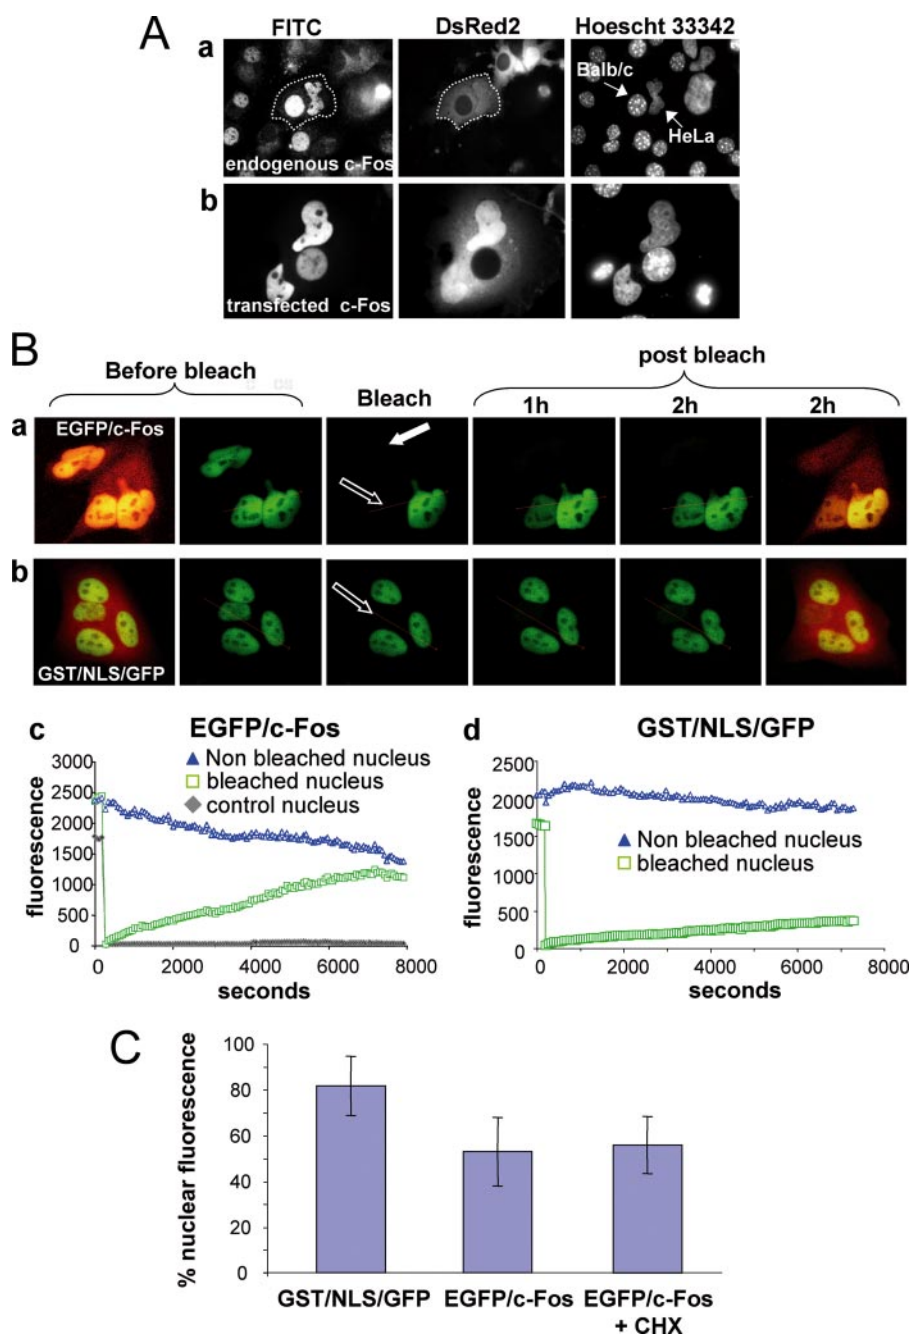 A
FITC DsRed2 Hoescht 33342
a
Balb/c
HeLa
endogenous c-Fos
b
transfected c-Fos
B
Before bleach
Bleach
post bleach
1h 2h 2h
a
EGFP/c-Fos
b
GST/NLS/GFP
c
EGFP/c-Fos
Non bleached nucleus
bleached nucleus
control nucleus
fluorescence
3000
2500
2000
1500
1000
500
0
0 2000 4000 6000 8000
seconds
d
GST/NLS/GFP
Non bleached nucleus
bleached nucleus
fluorescence
2500
2000
1500
1000
500
0
0 2000 4000 6000 8000
seconds
C
% nuclear fluorescence
100
80
60
40
20
0
GST/NLS/GFP EGFP/c-Fos EGFP/c-Fos
+ CHX